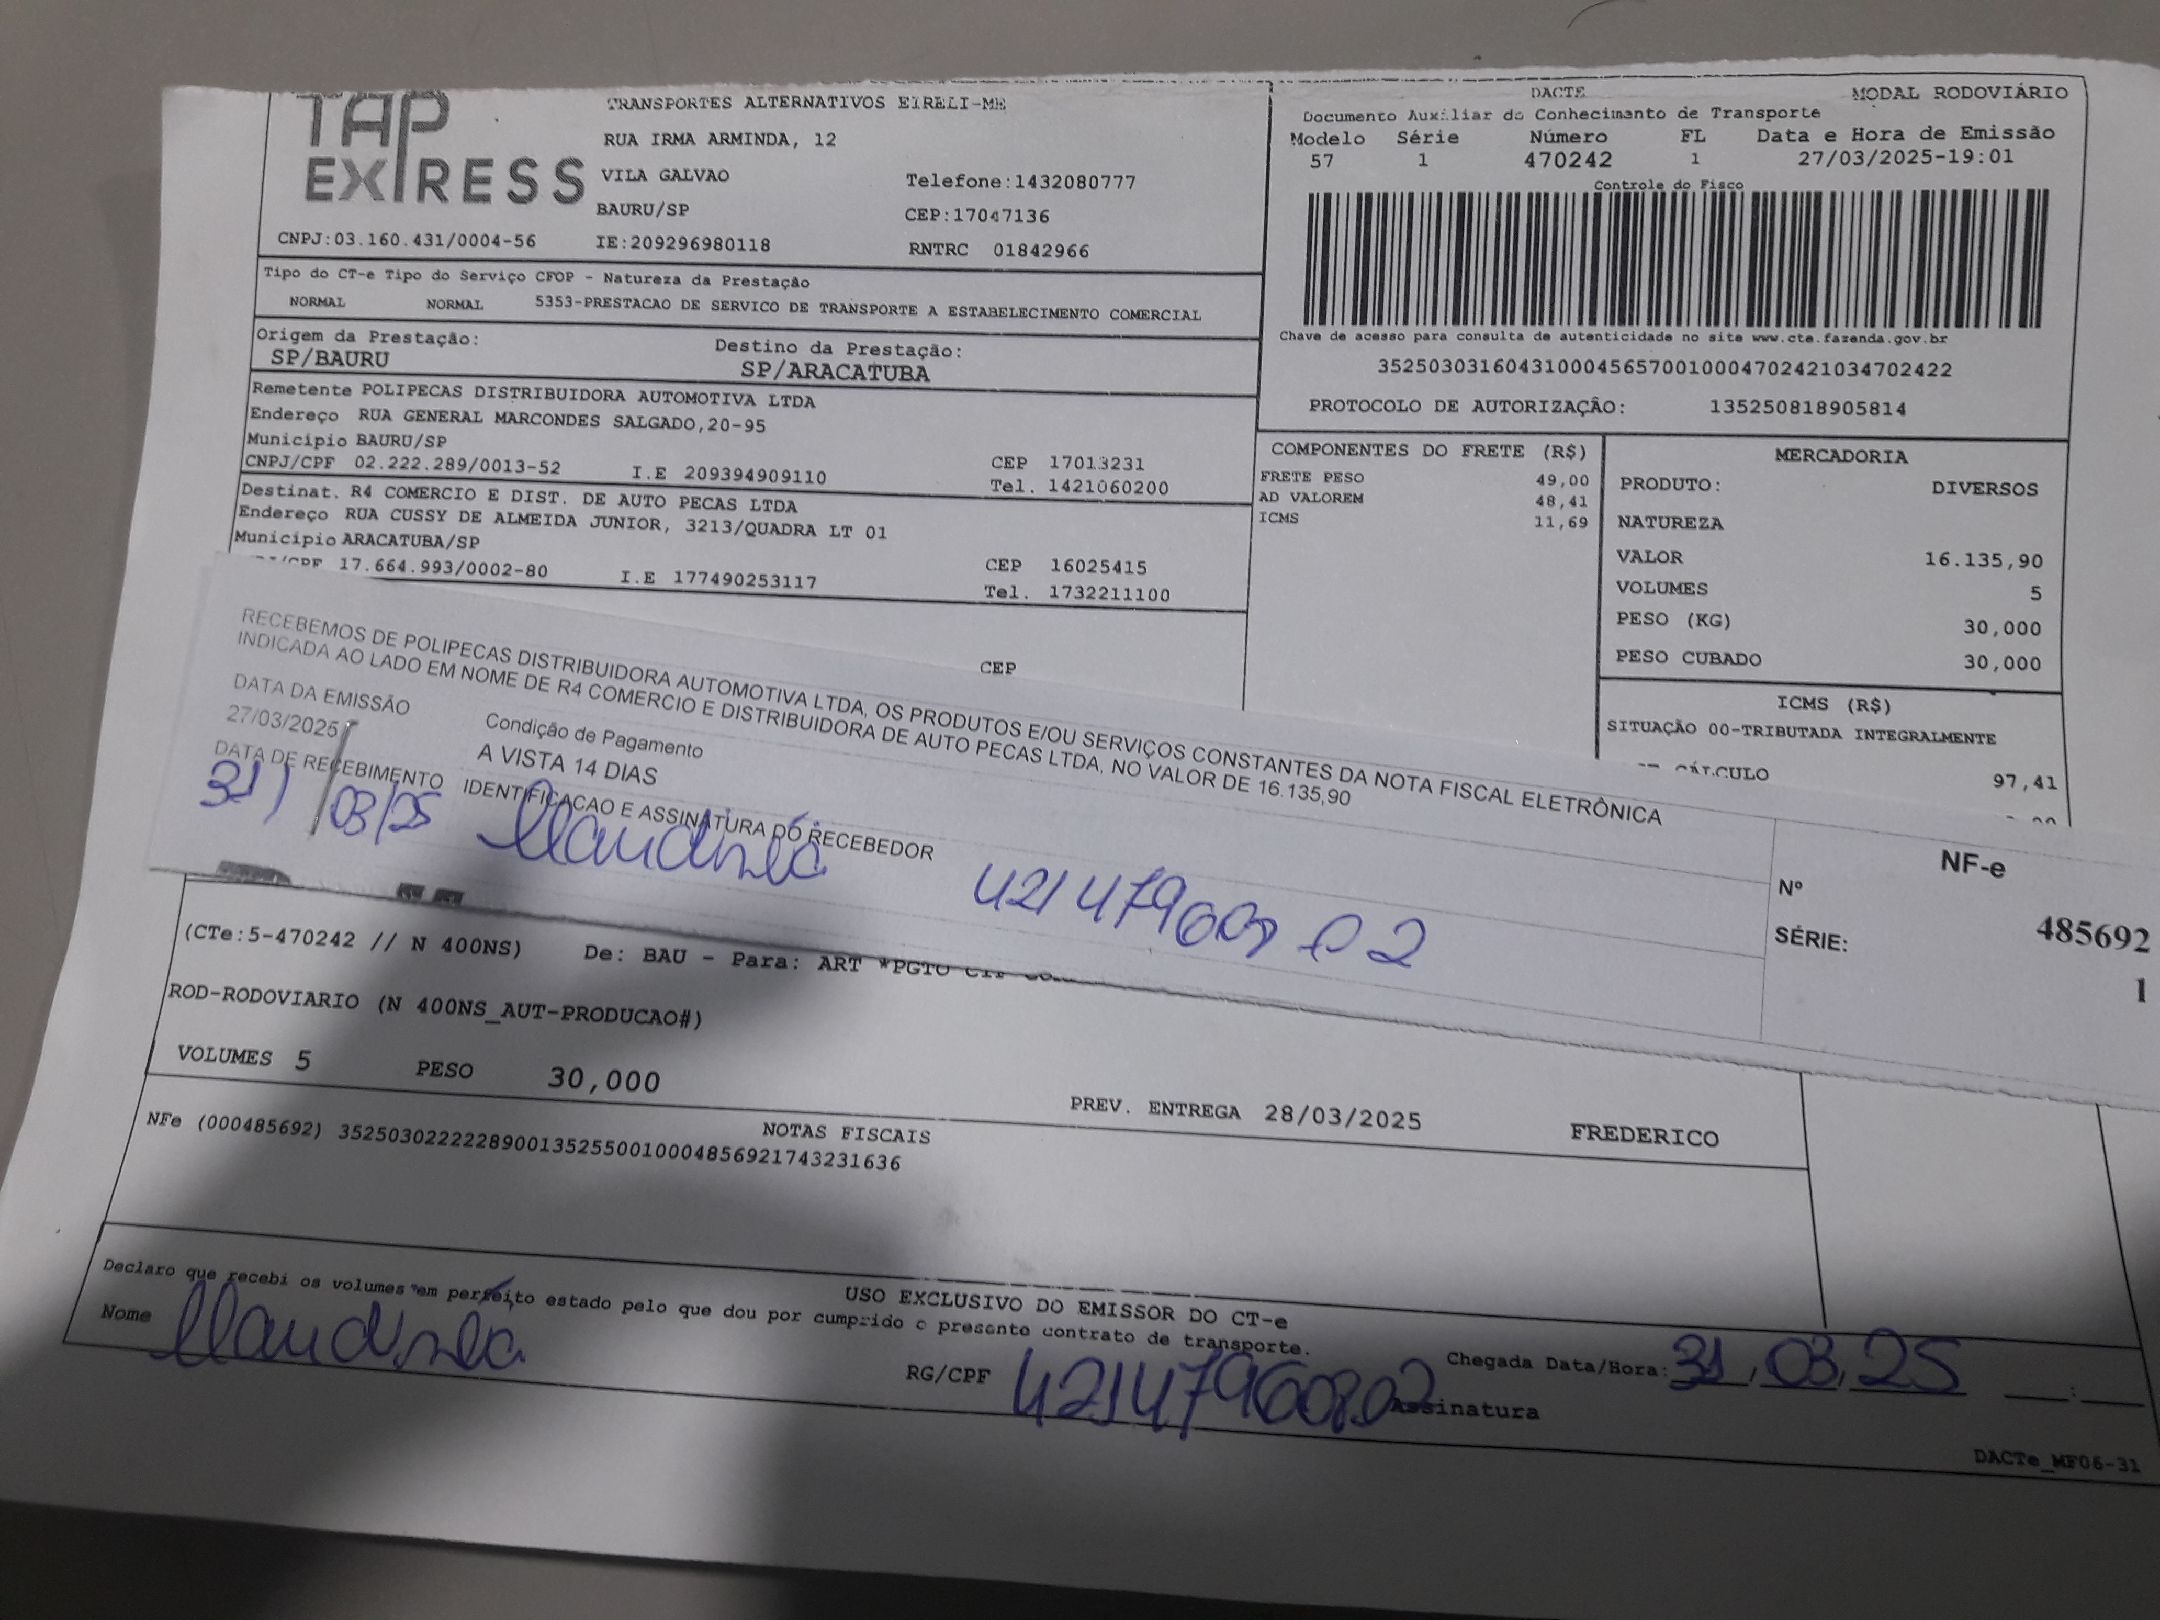 TAP EXPRESS
TRANSPORTES ALTERNATIVOS EIRELI-ME
RUA IRMA ARMINDA, 12
VILA GALVAO Telefone:1432080777
BAURU/SP CEP:17047136
CNPJ:03.160.431/0004-56 IE:209296980118 RNTRC 01842966
DACTE MODAL RODOVIÁRIO
Documento Auxiliar do Conhecimento de Transporte
Modelo Série Número FL Data e Hora de Emissão
57 1 470242 1 27/03/2025-19:01
Controle do Fisco
Chave de acesso para consulta de autenticidade no site www.cte.fazenda.gov.br
35250303160431000456570010004702421034702422
PROTOCOLO DE AUTORIZAÇÃO: 135250818905814
Tipo do CT-e Tipo do Serviço CFOP - Natureza da Prestação
NORMAL NORMAL 5353-PRESTACAO DE SERVICO DE TRANSPORTE A ESTABELECIMENTO COMERCIAL
Origem da Prestação: Destino da Prestação:
SP/BAURU SP/ARACATUBA
Remetente POLIPECAS DISTRIBUIDORA AUTOMOTIVA LTDA
Endereço RUA GENERAL MARCONDES SALGADO,20-95
Município BAURU/SP CEP 17013231
CNPJ/CPF 02.222.289/0013-52 I.E 209394909110 Tel. 1421060200
Destinat. R4 COMERCIO E DIST. DE AUTO PECAS LTDA
Endereço RUA CUSSY DE ALMEIDA JUNIOR, 3213/QUADRA LT 01
Município ARACATUBA/SP CEP 16025415
17.664.993/0002-80 I.E 177490253117 Tel. 1732211100
CEP
COMPONENTES DO FRETE (R$)
FRETE PESO 49,00
AD VALOREM 48,41
ICMS 11,69
MERCADORIA
PRODUTO: DIVERSOS
NATUREZA
VALOR 16.135,90
VOLUMES 5
PESO (KG) 30,000
PESO CUBADO 30,000
ICMS (R$)
SITUAÇÃO 00-TRIBUTADA INTEGRALMENTE
CÁLCULO 97,41
RECEBEMOS DE POLIPECAS DISTRIBUIDORA AUTOMOTIVA LTDA, OS PRODUTOS E/OU SERVIÇOS CONSTANTES DA NOTA FISCAL ELETRÔNICA
INDICADA AO LADO EM NOME DE R4 COMERCIO E DISTRIBUIDORA DE AUTO PECAS LTDA, NO VALOR DE 16.135,90
DATA DA EMISSÃO Condição de Pagamento
27/03/2025 A VISTA 14 DIAS
DATA DE RECEBIMENTO IDENTIFICACAO E ASSINATURA DO RECEBEDOR
31/03/25 Claudinéia
NF-e
Nº 485692
SÉRIE: 1
(CTe:5-470242 // N 400NS) De: BAU - Para: ART *PGTO
ROD-RODOVIARIO (N 400NS_AUT-PRODUCAO#)
VOLUMES 5 PESO 30,000 PREV. ENTREGA 28/03/2025 FREDERICO
NOTAS FISCAIS
NFe (000485692) 35250302222289001352550010004856921743231636
USO EXCLUSIVO DO EMISSOR DO CT-e
Declaro que recebi os volumes em perfeito estado pelo que dou por cumprido o presente contrato de transporte.
Nome Claudinéia RG/CPF Chegada Data/Hora: 31,03,25 :
Assinatura
DACTe_MF06-31